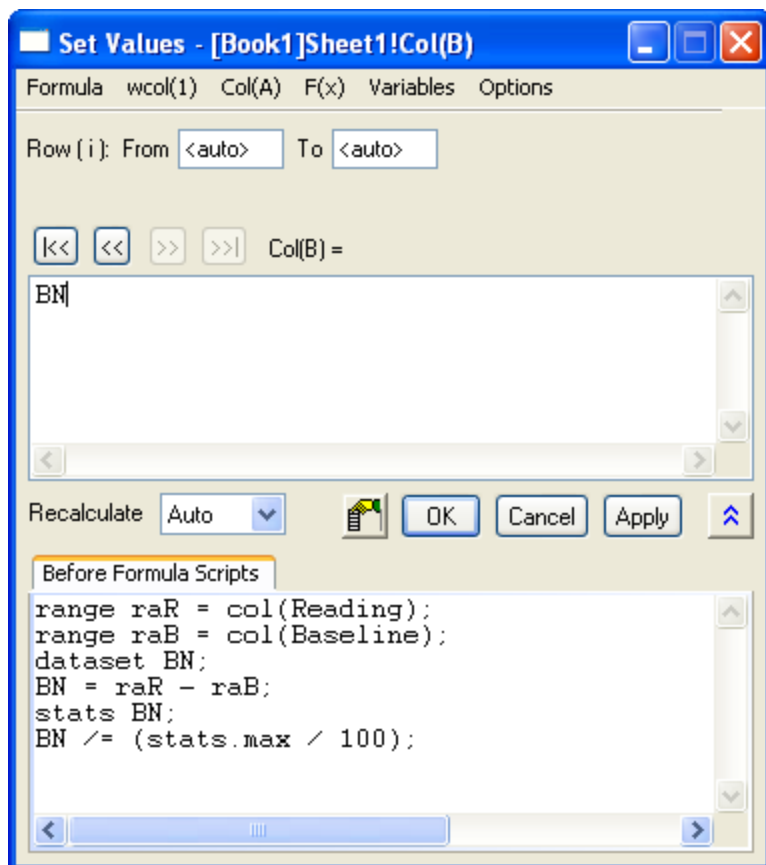 Set Values - [Book1]Sheet1!Col(B)
Formula wcol(1) Col(A) F(x) Variables Options
Row (i): From <auto> To <auto>
|<< << >> >>| Col(B) =
BN
Recalculate Auto OK Cancel Apply
Before Formula Scripts
range raR = col(Reading);
range raB = col(Baseline);
dataset BN;
BN = raR - raB;
stats BN;
BN /= (stats.max / 100);